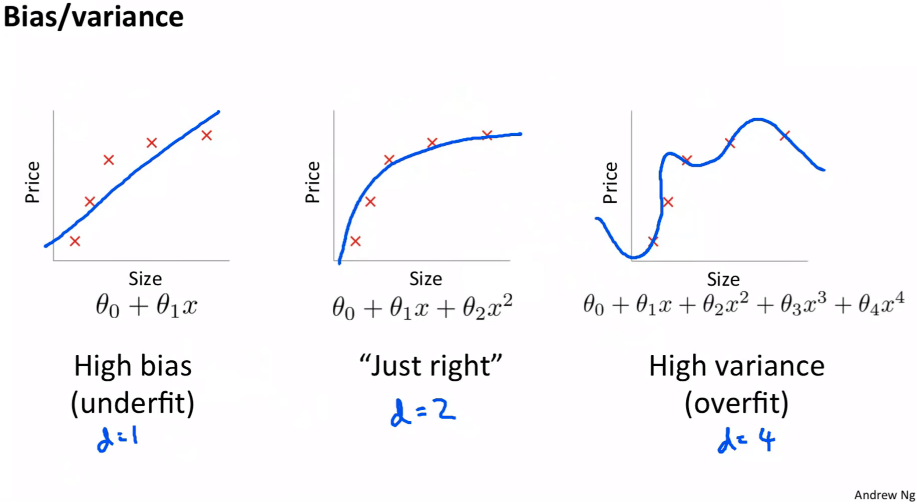 Bias/variance
Price
Size
θ₀ + θ₁x
High bias
(underfit)
d=1
Price
Size
θ₀ + θ₁x + θ₂x²
“Just right”
d=2
Price
Size
θ₀ + θ₁x + θ₂x² + θ₃x³ + θ₄x⁴
High variance
(overfit)
d=4
Andrew Ng